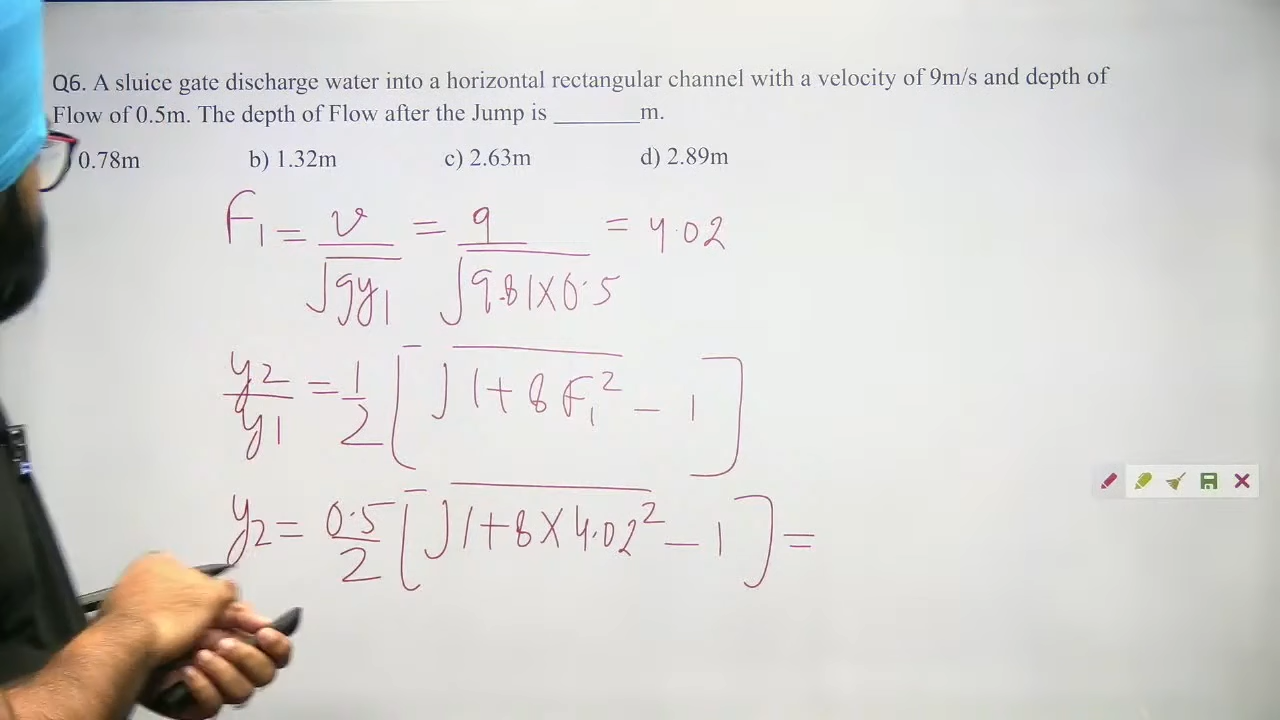 Q6. A sluice gate discharge water into a horizontal rectangular channel with a velocity of 9m/s and depth of
Flow of 0.5m. The depth of Flow after the Jump is _______m.
0.78m b) 1.32m c) 2.63m d) 2.89m
F₁ = v/√gy₁ = 9/√9.81×0.5 = 4.02
y₂/y₁ = 1/2 [√1+8F₁² - 1]
y₂ = 0.5/2 [√1+8×4.02² - 1] =